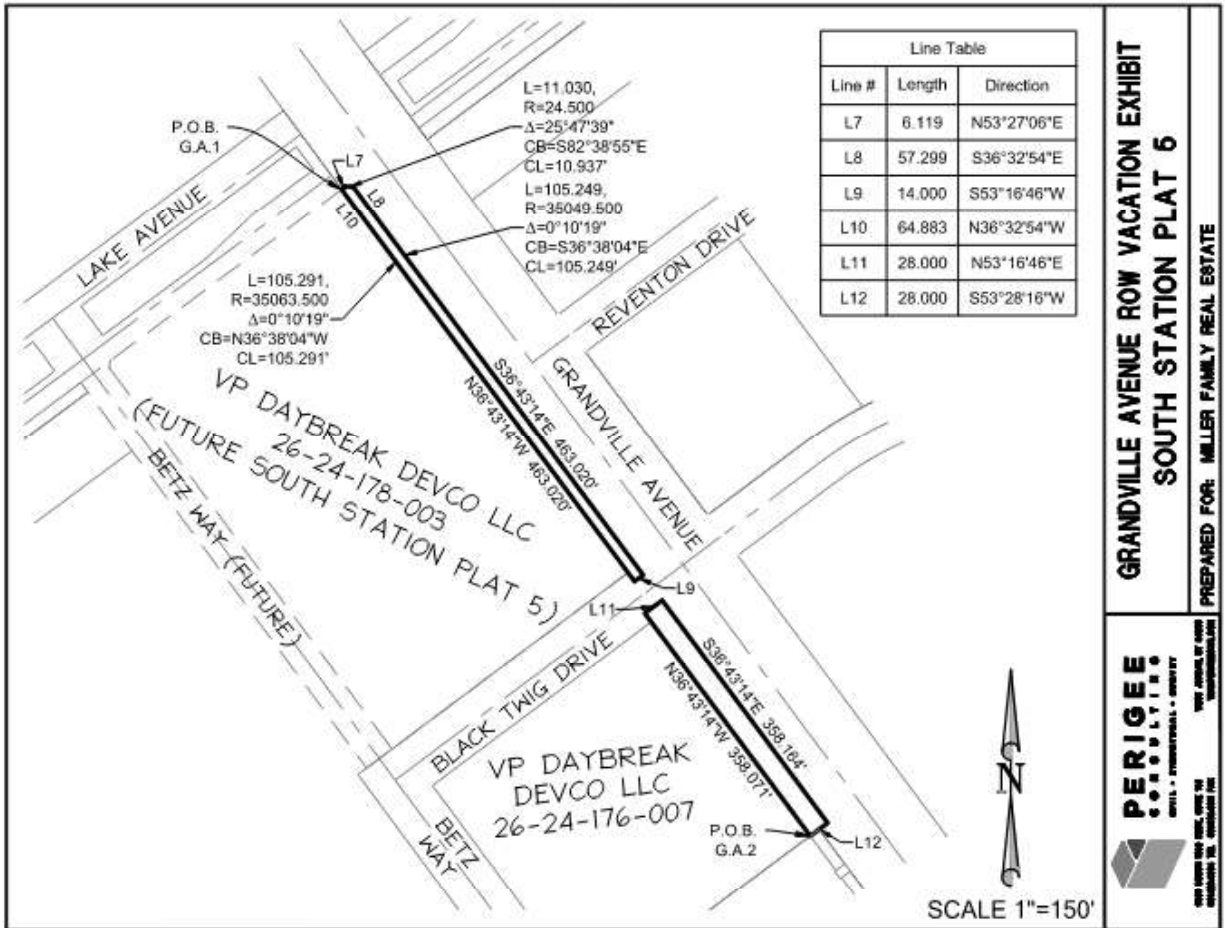 P.O.B.
G.A.1
L7
L8
L10
L=11.030,
R=24.500
Δ=25°47'39"
CB=S82°38'55"E
CL=10.937'
L=105.249,
R=35049.500
Δ=0°10'19"
CB=S36°38'04"E
CL=105.249'
LAKE AVENUE
L=105.291,
R=35063.500
Δ=0°10'19"
CB=N36°38'04"W
CL=105.291'
REVENTON DRIVE
GRANDVILLE AVENUE
S36°43'14"E 463.020'
N36°43'14"W 463.020'
VP DAYBREAK DEVCO LLC
26-24-178-003
(FUTURE SOUTH STATION PLAT 5)
BETZ WAY (FUTURE)
L9
L11
BLACK TWIG DRIVE
S36°43'14"E 358.164'
N36°43'14"W 358.071'
VP DAYBREAK
DEVCO LLC
26-24-176-007
BETZ
WAY
P.O.B.
G.A.2
L12
Line Table
Line # Length Direction
L7 6.119 N53°27'06"E
L8 57.299 S36°32'54"E
L9 14.000 S53°16'46"W
L10 64.883 N36°32'54"W
L11 28.000 N53°16'46"E
L12 28.000 S53°28'16"W
N
SCALE 1"=150'
GRANDVILLE AVENUE ROW VACATION EXHIBIT
SOUTH STATION PLAT 5
PREPARED FOR: MILLER FAMILY REAL ESTATE
PERIGEE
CONSULTING
CIVIL • STRUCTURAL • SURVEY